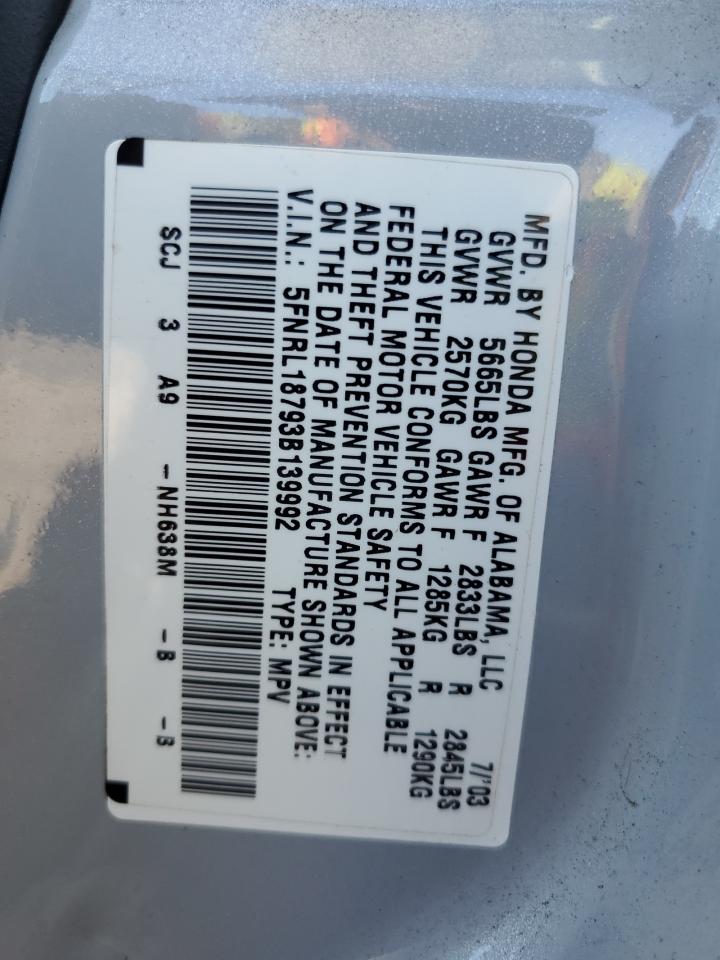 MFD. BY HONDA MFG. OF ALABAMA, LLC 7/'03
GVWR 5665LBS GAWR F 2833LBS R 2845LBS
GVWR 2570KG GAWR F 1285KG R 1290KG
THIS VEHICLE CONFORMS TO ALL APPLICABLE
FEDERAL MOTOR VEHICLE SAFETY
AND THEFT PREVENTION STANDARDS IN EFFECT
ON THE DATE OF MANUFACTURE SHOWN ABOVE:
V.I.N.: 5FNRL18793B139992 TYPE: MPV
SCJ 3 A9 -NH638M -B -B